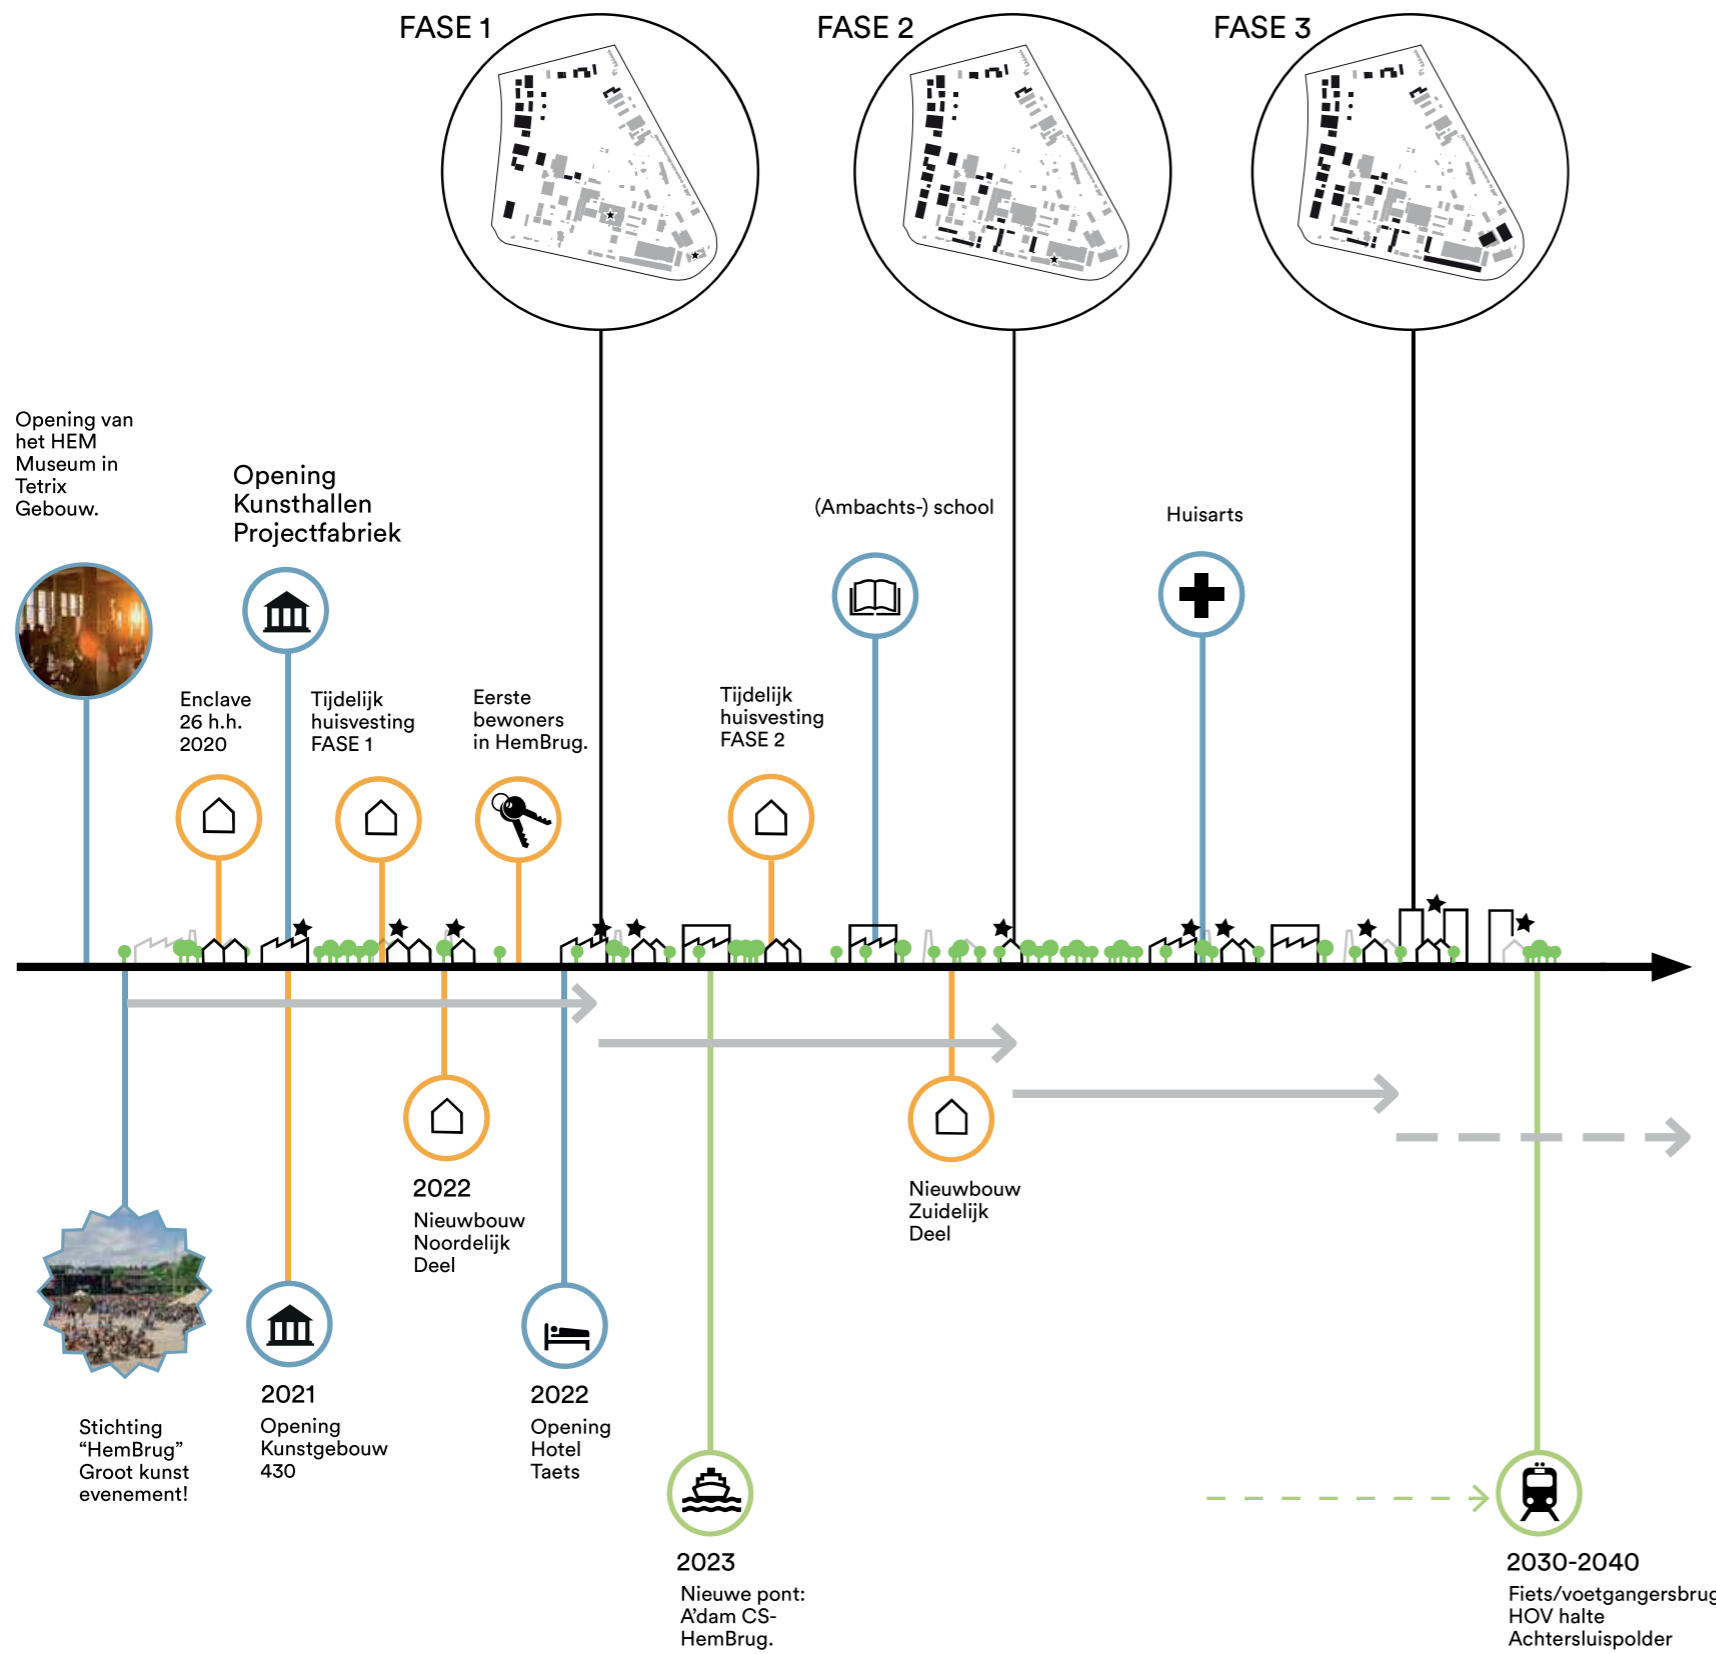 FASE 1
FASE 2
FASE 3
Opening van
het HEM
Museum in
Tetrix
Gebouw.
Opening
Kunsthallen
Projectfabriek
(Ambachts-) school
Huisarts
Enclave
26 h.h.
2020
Tijdelijk
huisvesting
FASE 1
Eerste
bewoners
in HemBrug.
Tijdelijk
huisvesting
FASE 2
2022
Nieuwbouw
Noordelijk
Deel
Nieuwbouw
Zuidelijk
Deel
Stichting
“HemBrug”
Groot kunst
evenement!
2021
Opening
Kunstgebouw
430
2022
Opening
Hotel
Taets
2023
Nieuwe pont:
A’dam CS-
HemBrug.
2030-2040
Fiets/voetgangersbrug
HOV halte
Achtersluispolder